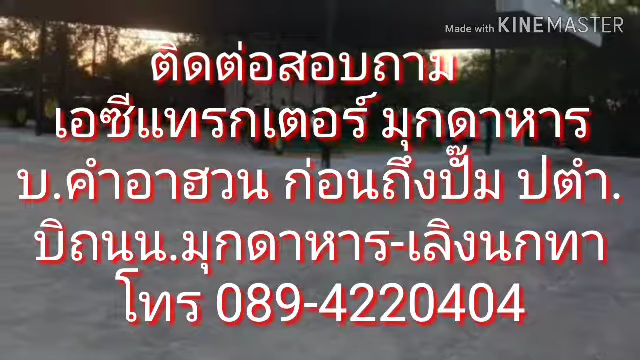 Made with KINEMASTER
ติดต่อสอบถาม
เอซีแทรกเตอร์ มุกดาหาร
บ.คำอาฮวน ก่อนถึงปั๊ม ปตำ.
บิถนน.มุกดาหาร-เลิงนกทา
โทร 089-4220404